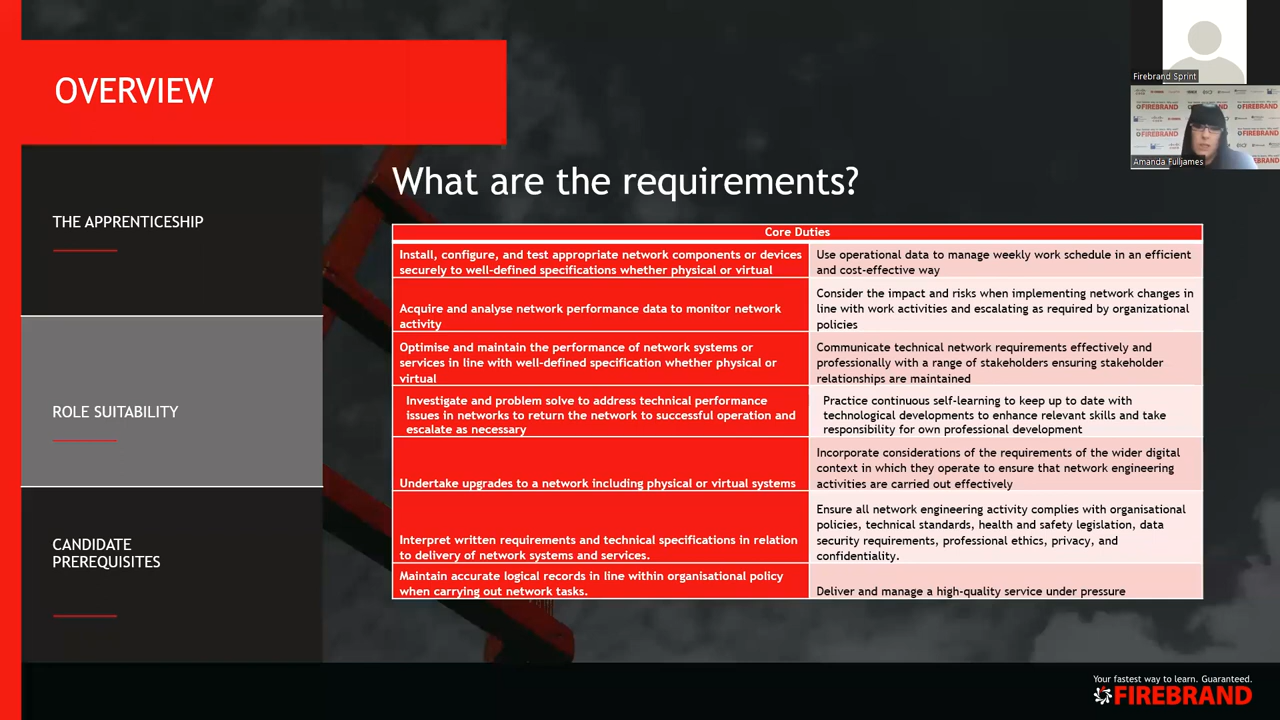 OVERVIEW
Firebrand Sprint
FIREBRAND
Amanda Fulljames
What are the requirements?
THE APPRENTICESHIP
ROLE SUITABILITY
CANDIDATE
PREREQUISITES
Core Duties
Install, configure, and test appropriate network components or devices
securely to well-defined specifications whether physical or virtual
Use operational data to manage weekly work schedule in an efficient
and cost-effective way
Acquire and analyse network performance data to monitor network
activity
Consider the impact and risks when implementing network changes in
line with work activities and escalating as required by organizational
policies
Optimise and maintain the performance of network systems or
services in line with well-defined specification whether physical or
virtual
Communicate technical network requirements effectively and
professionally with a range of stakeholders ensuring stakeholder
relationships are maintained
Investigate and problem solve to address technical performance
issues in networks to return the network to successful operation and
escalate as necessary
Practice continuous self-learning to keep up to date with
technological developments to enhance relevant skills and take
responsibility for own professional development
Undertake upgrades to a network including physical or virtual systems
Incorporate considerations of the requirements of the wider digital
context in which they operate to ensure that network engineering
activities are carried out effectively
Interpret written requirements and technical specifications in relation
to delivery of network systems and services.
Ensure all network engineering activity complies with organisational
policies, technical standards, health and safety legislation, data
security requirements, professional ethics, privacy, and
confidentiality.
Maintain accurate logical records in line within organisational policy
when carrying out network tasks.
Deliver and manage a high-quality service under pressure
Your fastest way to learn. Guaranteed.
FIREBRAND